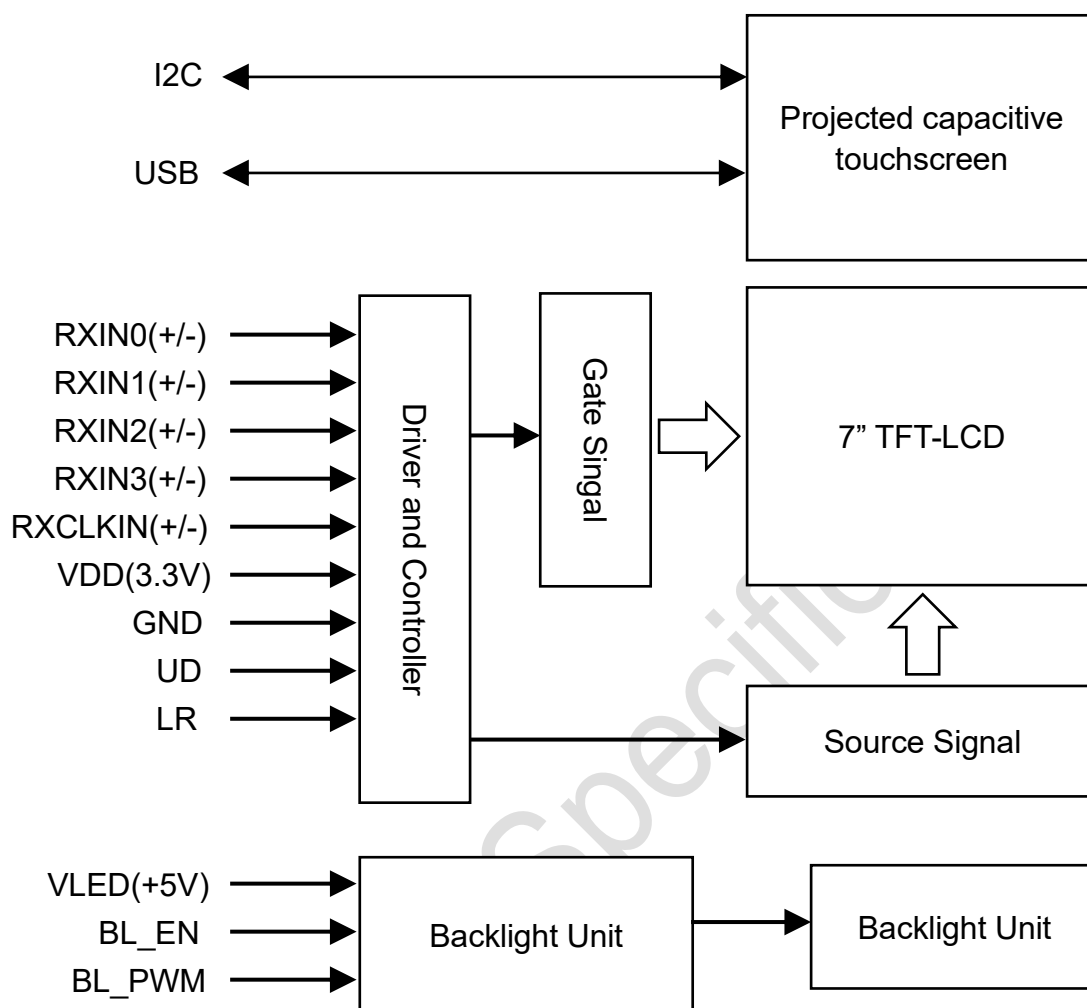 I2C
USB
Projected capacitive
touchscreen
RXIN0(+/-)
RXIN1(+/-)
RXIN2(+/-)
RXIN3(+/-)
RXCLKIN(+/-)
VDD(3.3V)
GND
UD
LR
Driver and Controller
Gate Singal
7” TFT-LCD
Source Signal
VLED(+5V)
BL_EN
BL_PWM
Backlight Unit
Backlight Unit